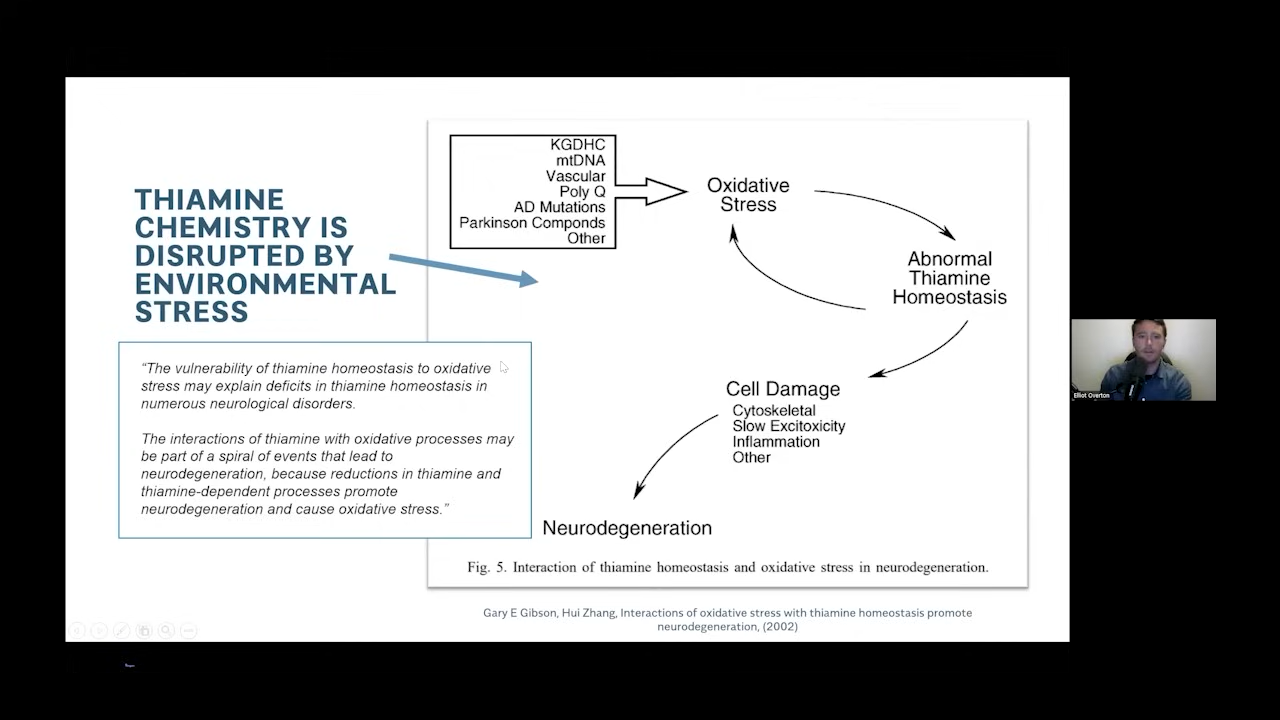 THIAMINE
CHEMISTRY IS
DISRUPTED BY
ENVIRONMENTAL
STRESS
“The vulnerability of thiamine homeostasis to oxidative
stress may explain deficits in thiamine homeostasis in
numerous neurological disorders.
The interactions of thiamine with oxidative processes may
be part of a spiral of events that lead to
neurodegeneration, because reductions in thiamine and
thiamine-dependent processes promote
neurodegeneration and cause oxidative stress.”
KGDHC
mtDNA
Vascular
Poly Q
AD Mutations
Parkinson Componds
Other
Oxidative
Stress
Abnormal
Thiamine
Homeostasis
Cell Damage
Cytoskeletal
Slow Excitoxicity
Inflammation
Other
Neurodegeneration
Fig. 5. Interaction of thiamine homeostasis and oxidative stress in neurodegeneration.
Gary E Gibson, Hui Zhang, Interactions of oxidative stress with thiamine homeostasis promote
neurodegeneration, (2002)
Elliot Overton